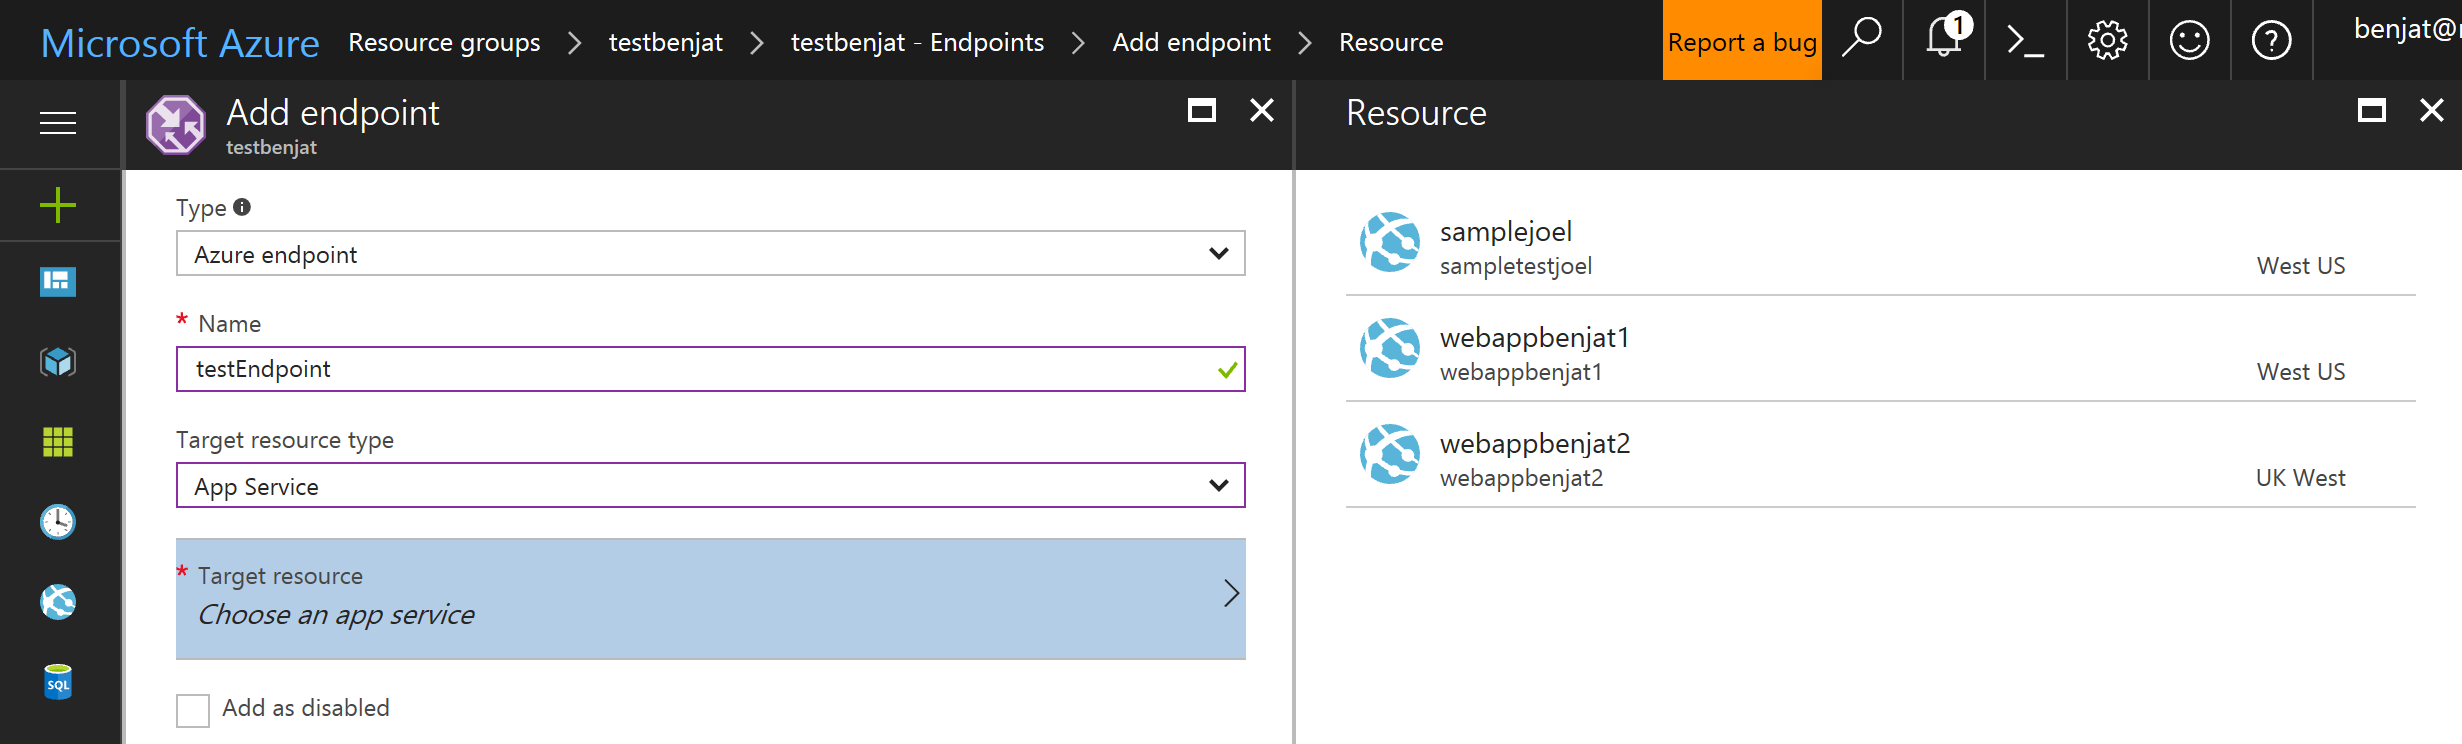 Microsoft Azure Resource groups > testbenjat > testbenjat - Endpoints > Add endpoint > Resource Report a bug 1 >_ ? benjat@
Add endpoint
testbenjat
Resource
Type
Azure endpoint
* Name
testEndpoint
Target resource type
App Service
* Target resource
Choose an app service
Add as disabled
samplejoel
sampletestjoel West US
webappbenjat1
webappbenjat1 West US
webappbenjat2
webappbenjat2 UK West
SQL